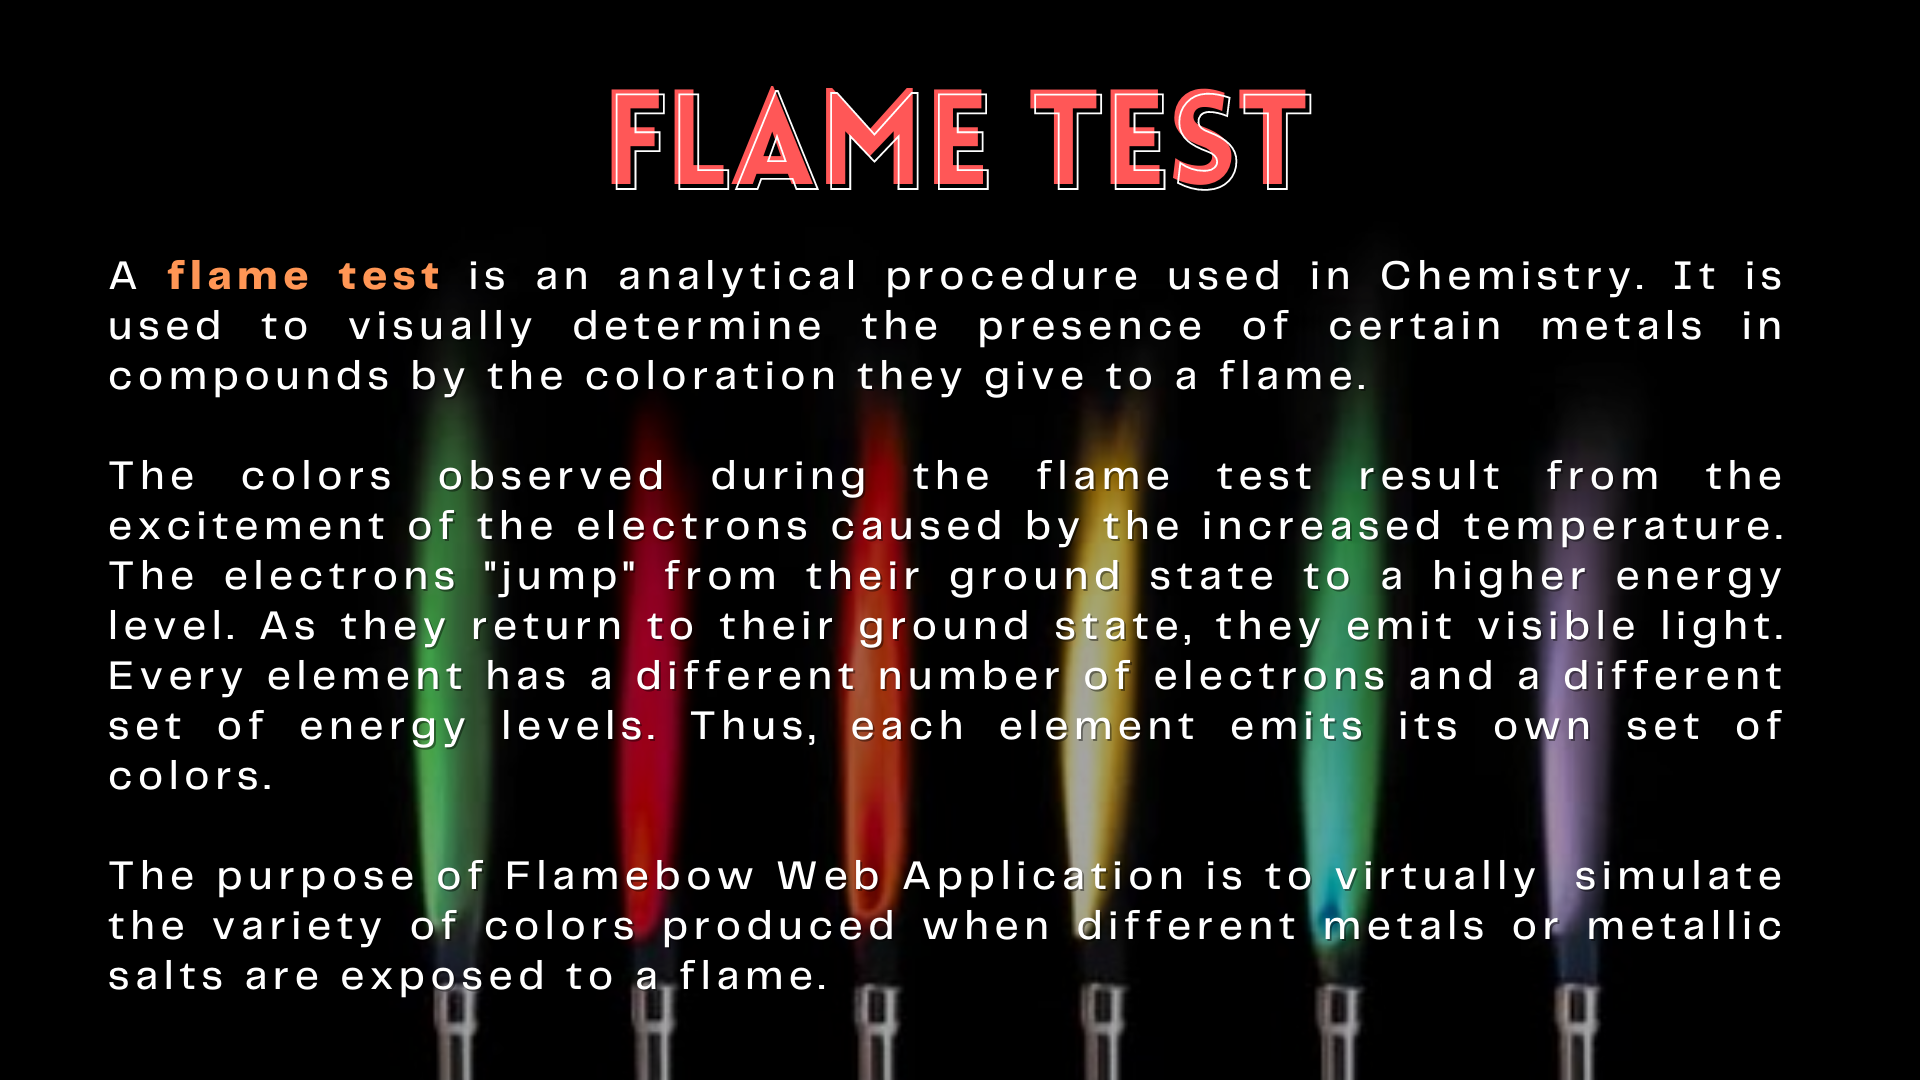 FLAME TEST
A flame test is an analytical procedure used in Chemistry. It is
used to visually determine the presence of certain metals in
compounds by the coloration they give to a flame.
The colors observed during the flame test result from the
excitement of the electrons caused by the increased temperature.
The electrons "jump" from their ground state to a higher energy
level. As they return to their ground state, they emit visible light.
Every element has a different number of electrons and a different
set of energy levels. Thus, each element emits its own set of
colors.
The purpose of Flamebow Web Application is to virtually simulate
the variety of colors produced when different metals or metallic
salts are exposed to a flame.